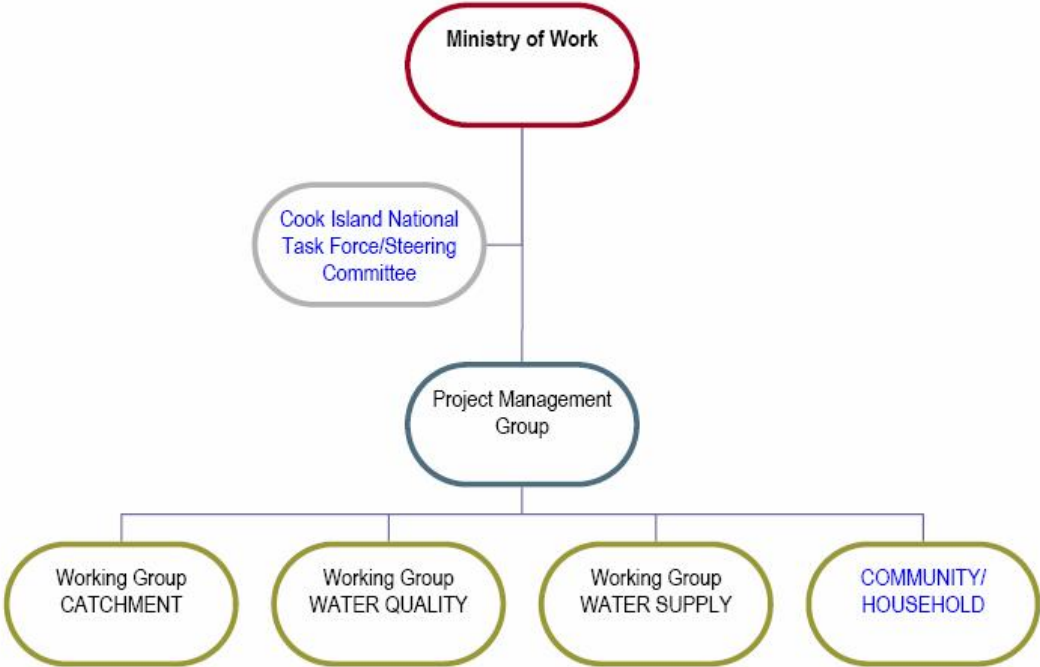 Ministry of Work
Cook Island National
Task Force/Steering
Committee
Project Management
Group
Working Group
CATCHMENT
Working Group
WATER QUALITY
Working Group
WATER SUPPLY
COMMUNITY/
HOUSEHOLD